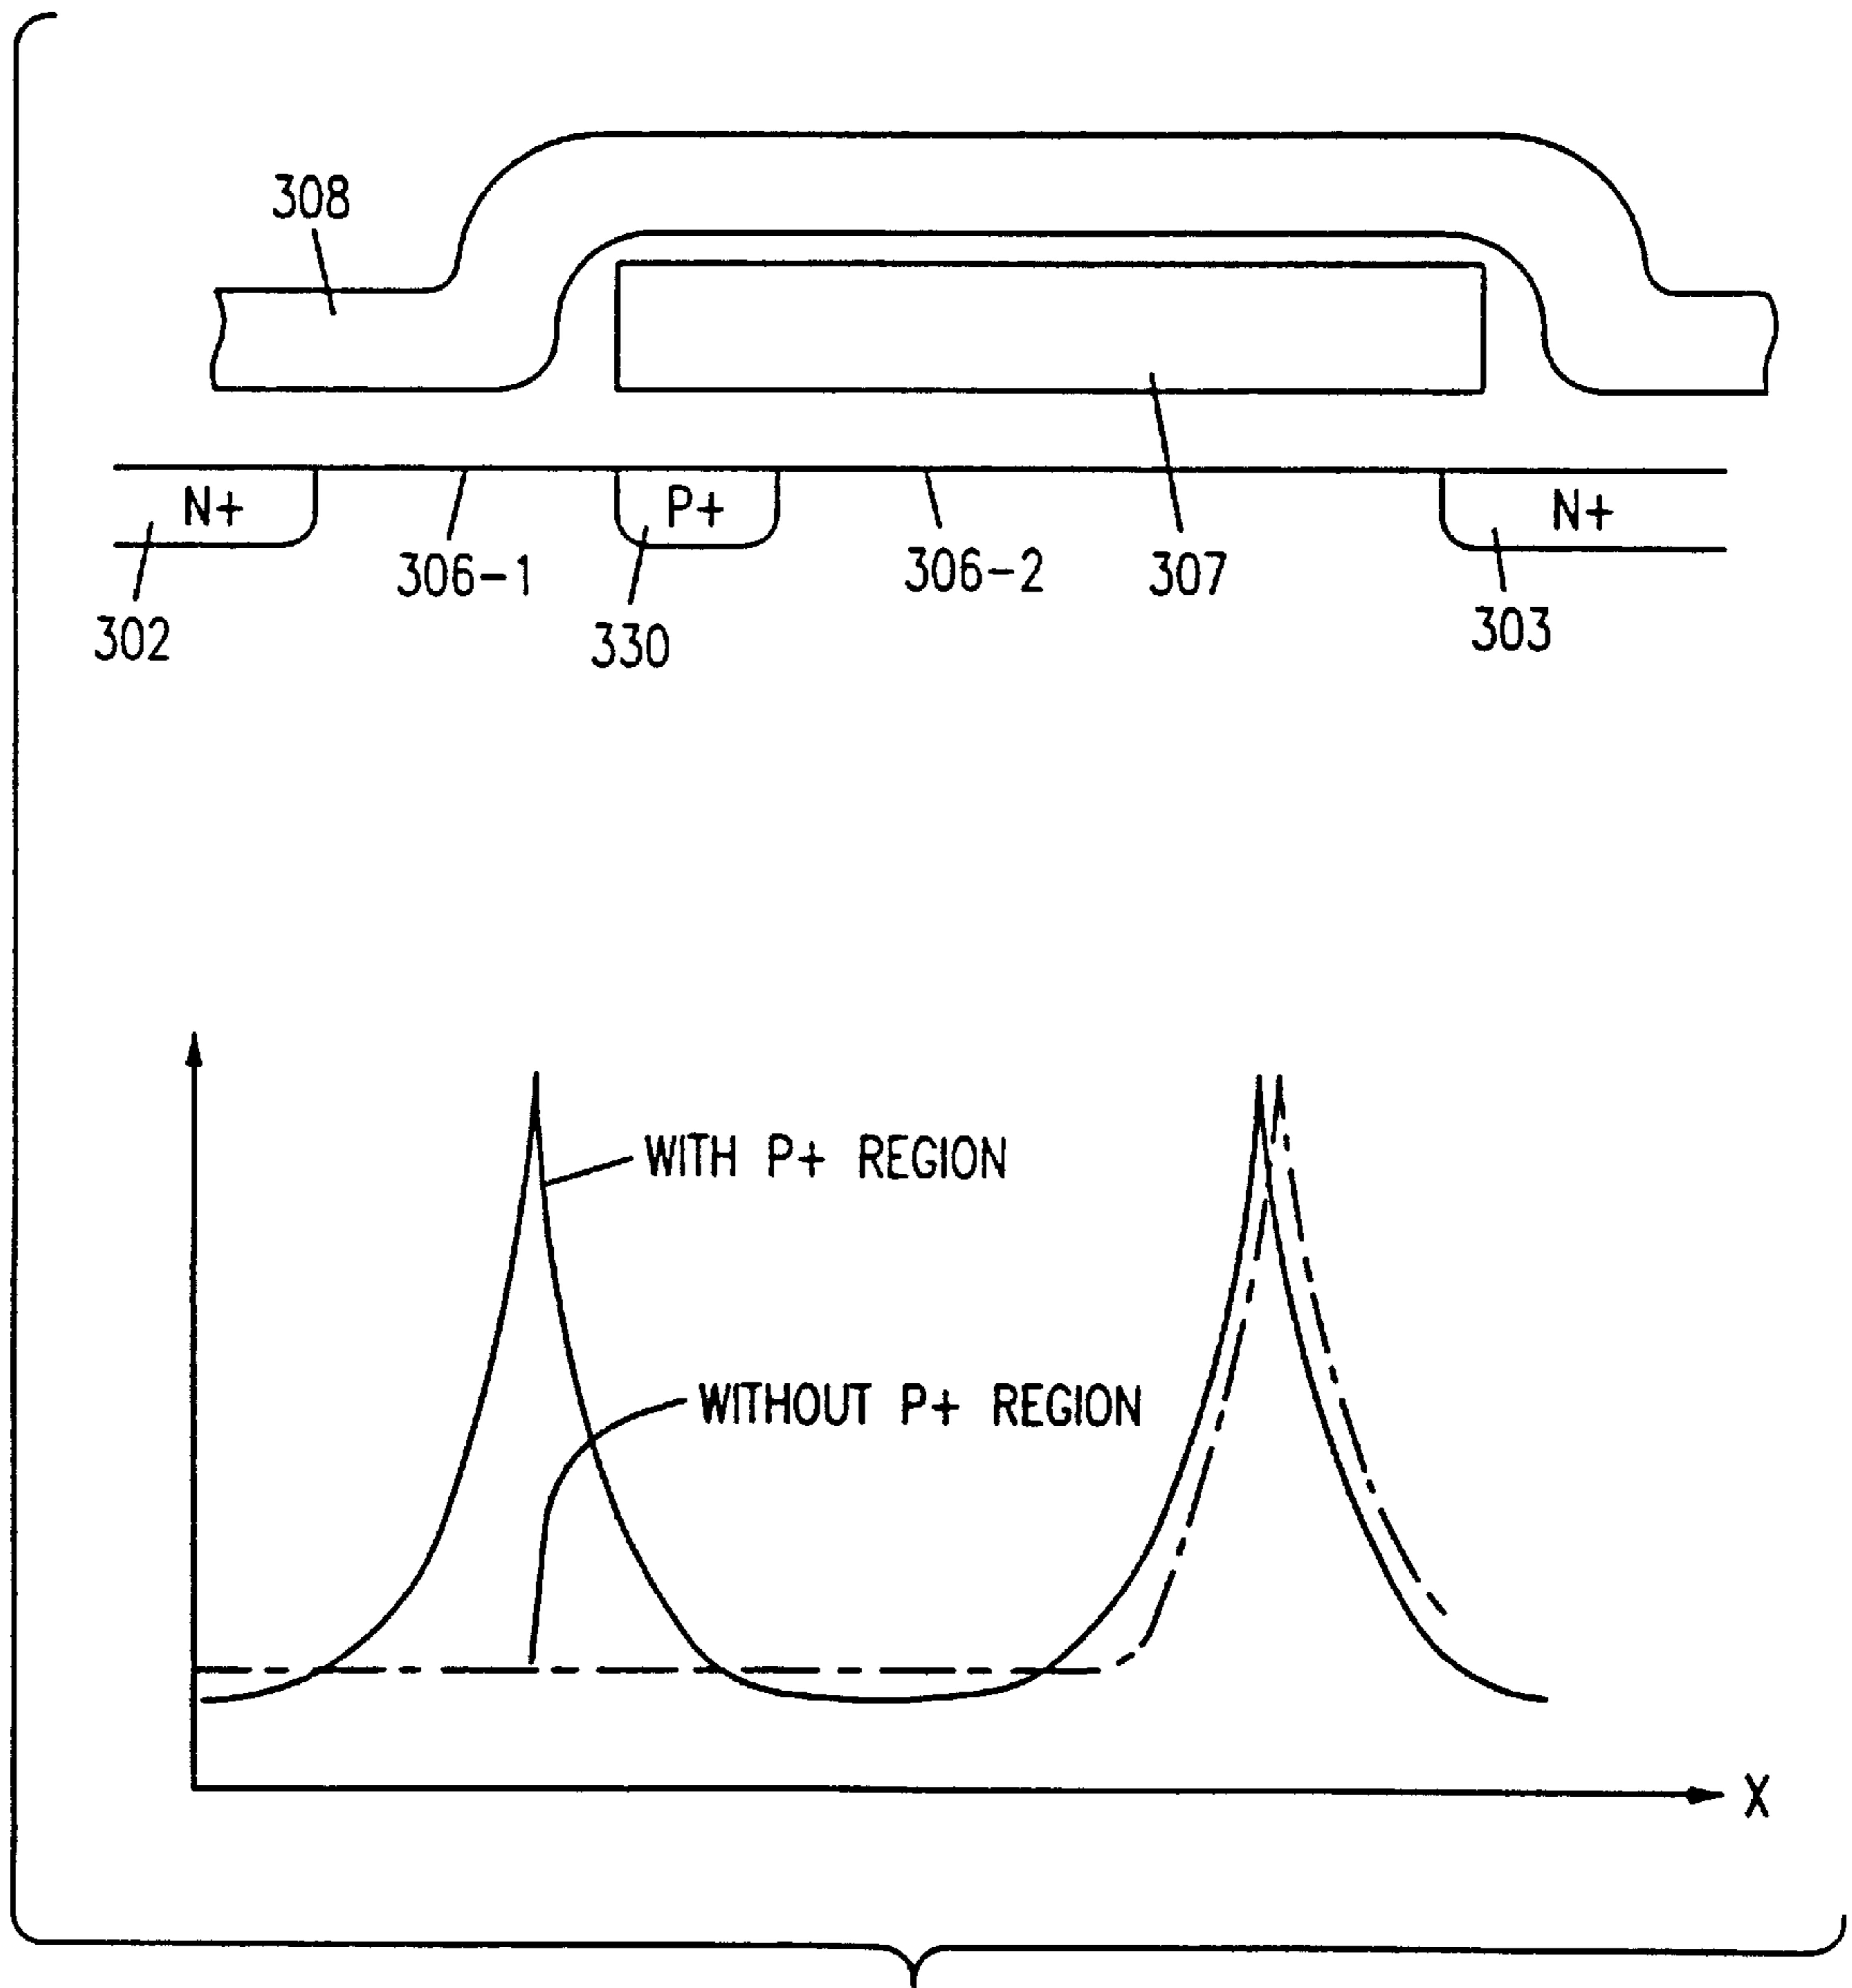 308
N+
P+
N+
306-1
306-2
307
302
330
303
WITH P+ REGION
WITHOUT P+ REGION
X